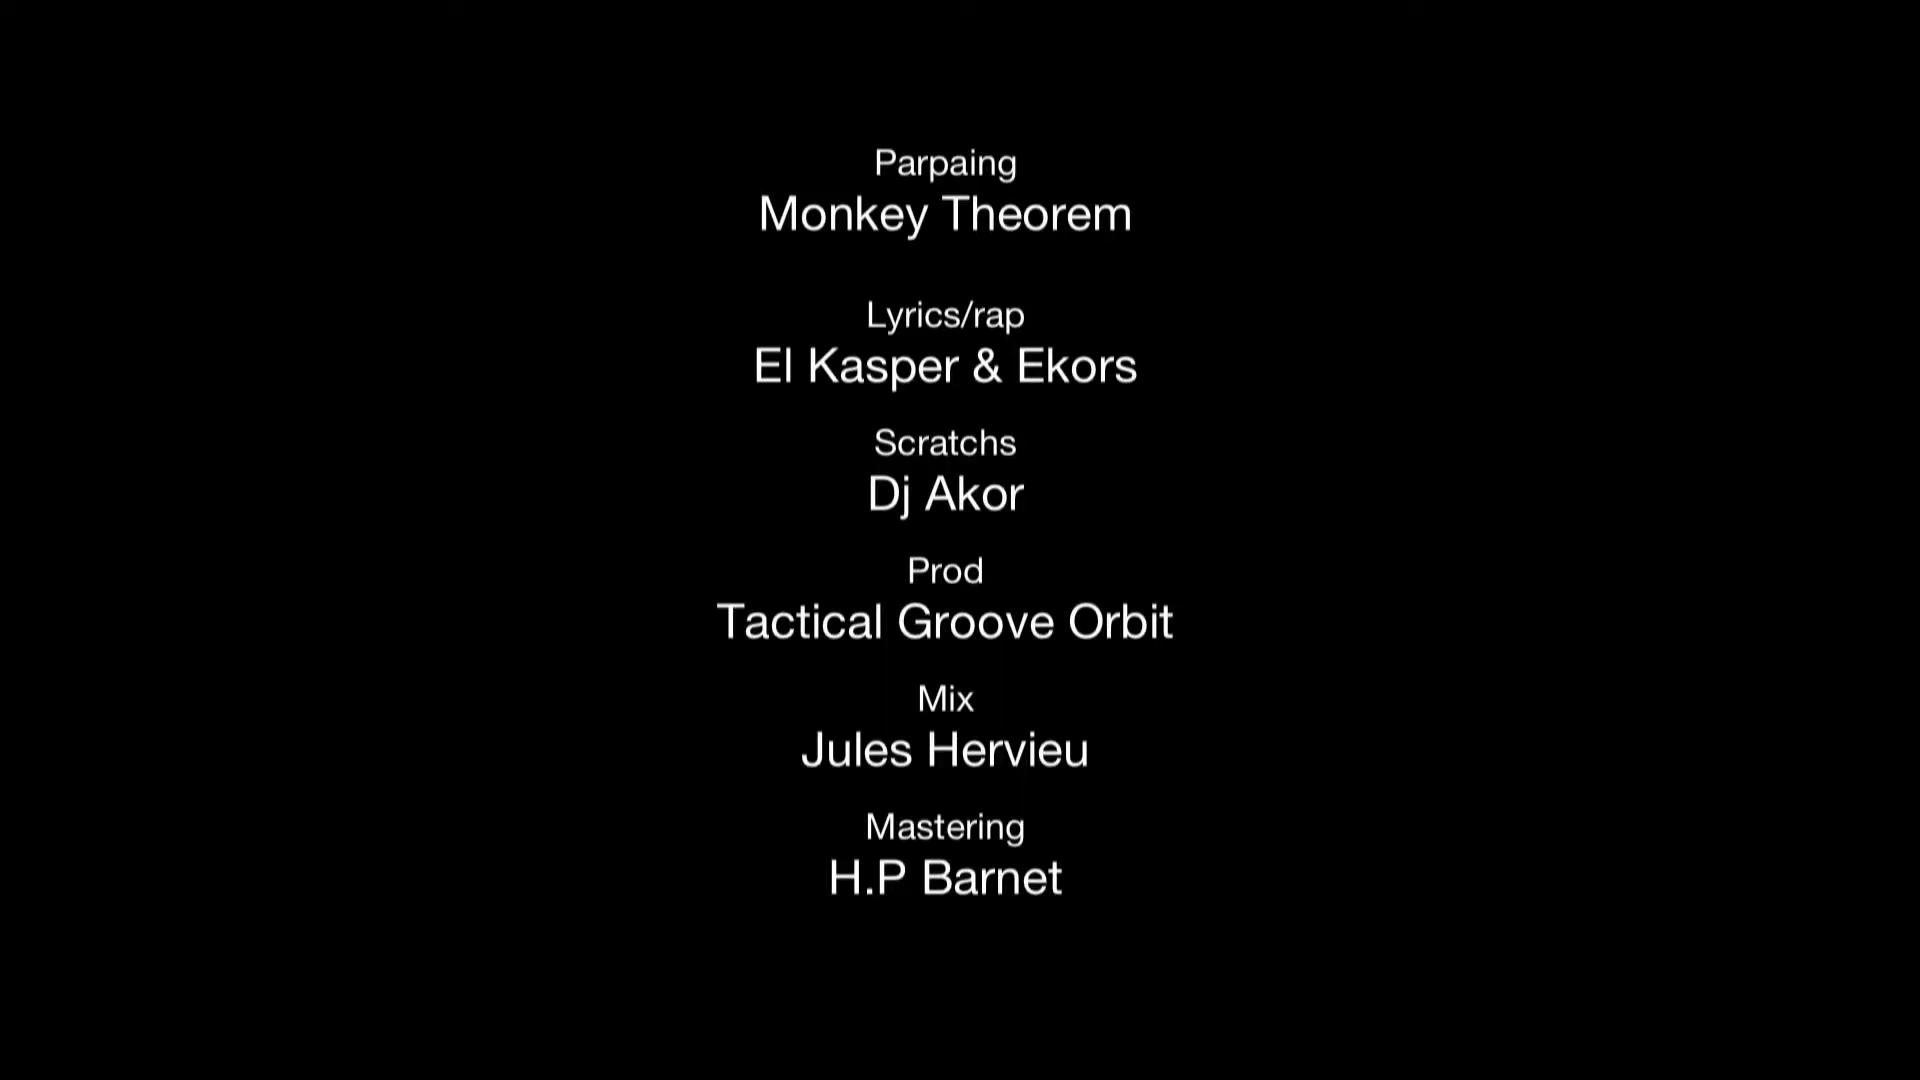 Parpaing
Monkey Theorem
Lyrics/rap
El Kasper & Ekors
Scratchs
Dj Akor
Prod
Tactical Groove Orbit
Mix
Jules Hervieu
Mastering
H.P Barnet